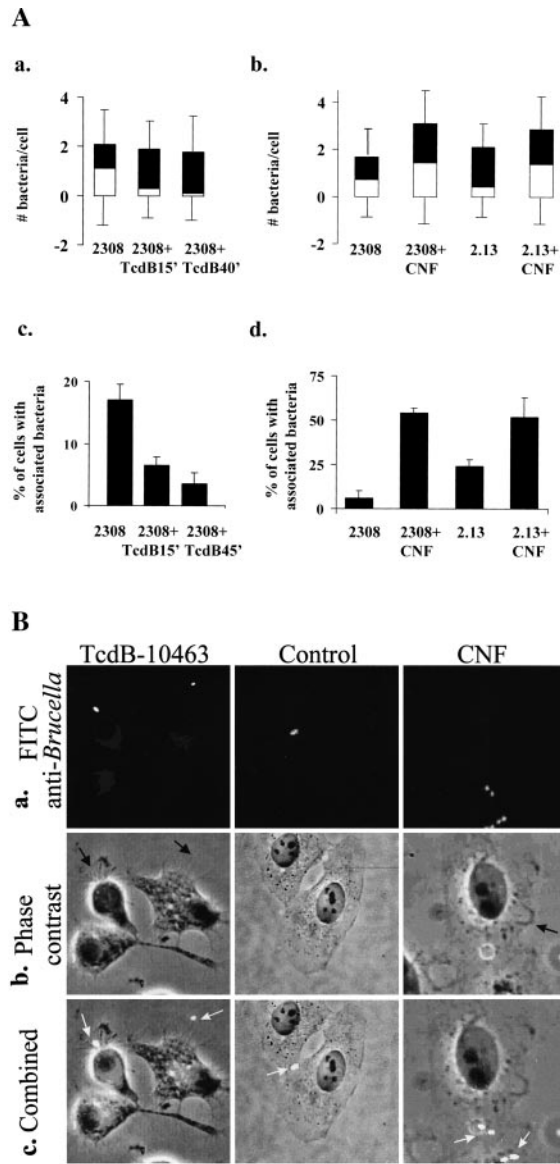 A
a.
# bacteria/cell
4
2
0
-2
2308 2308+ 2308+
TcdB15' TcdB40'
b.
# bacteria/cell
4
2
0
-2
2308 2308+ 2.13 2.13+
CNF CNF
c.
% of cells with
associated bacteria
20
10
0
2308 2308+ 2308+
TcdB15' TcdB45'
d.
% of cells with
associated bacteria
75
50
25
0
2308 2308+ 2.13 2.13+
CNF CNF
B
TcdB-10463 Control CNF
a. FITC
anti-Brucella
b. Phase
contrast
c. Combined